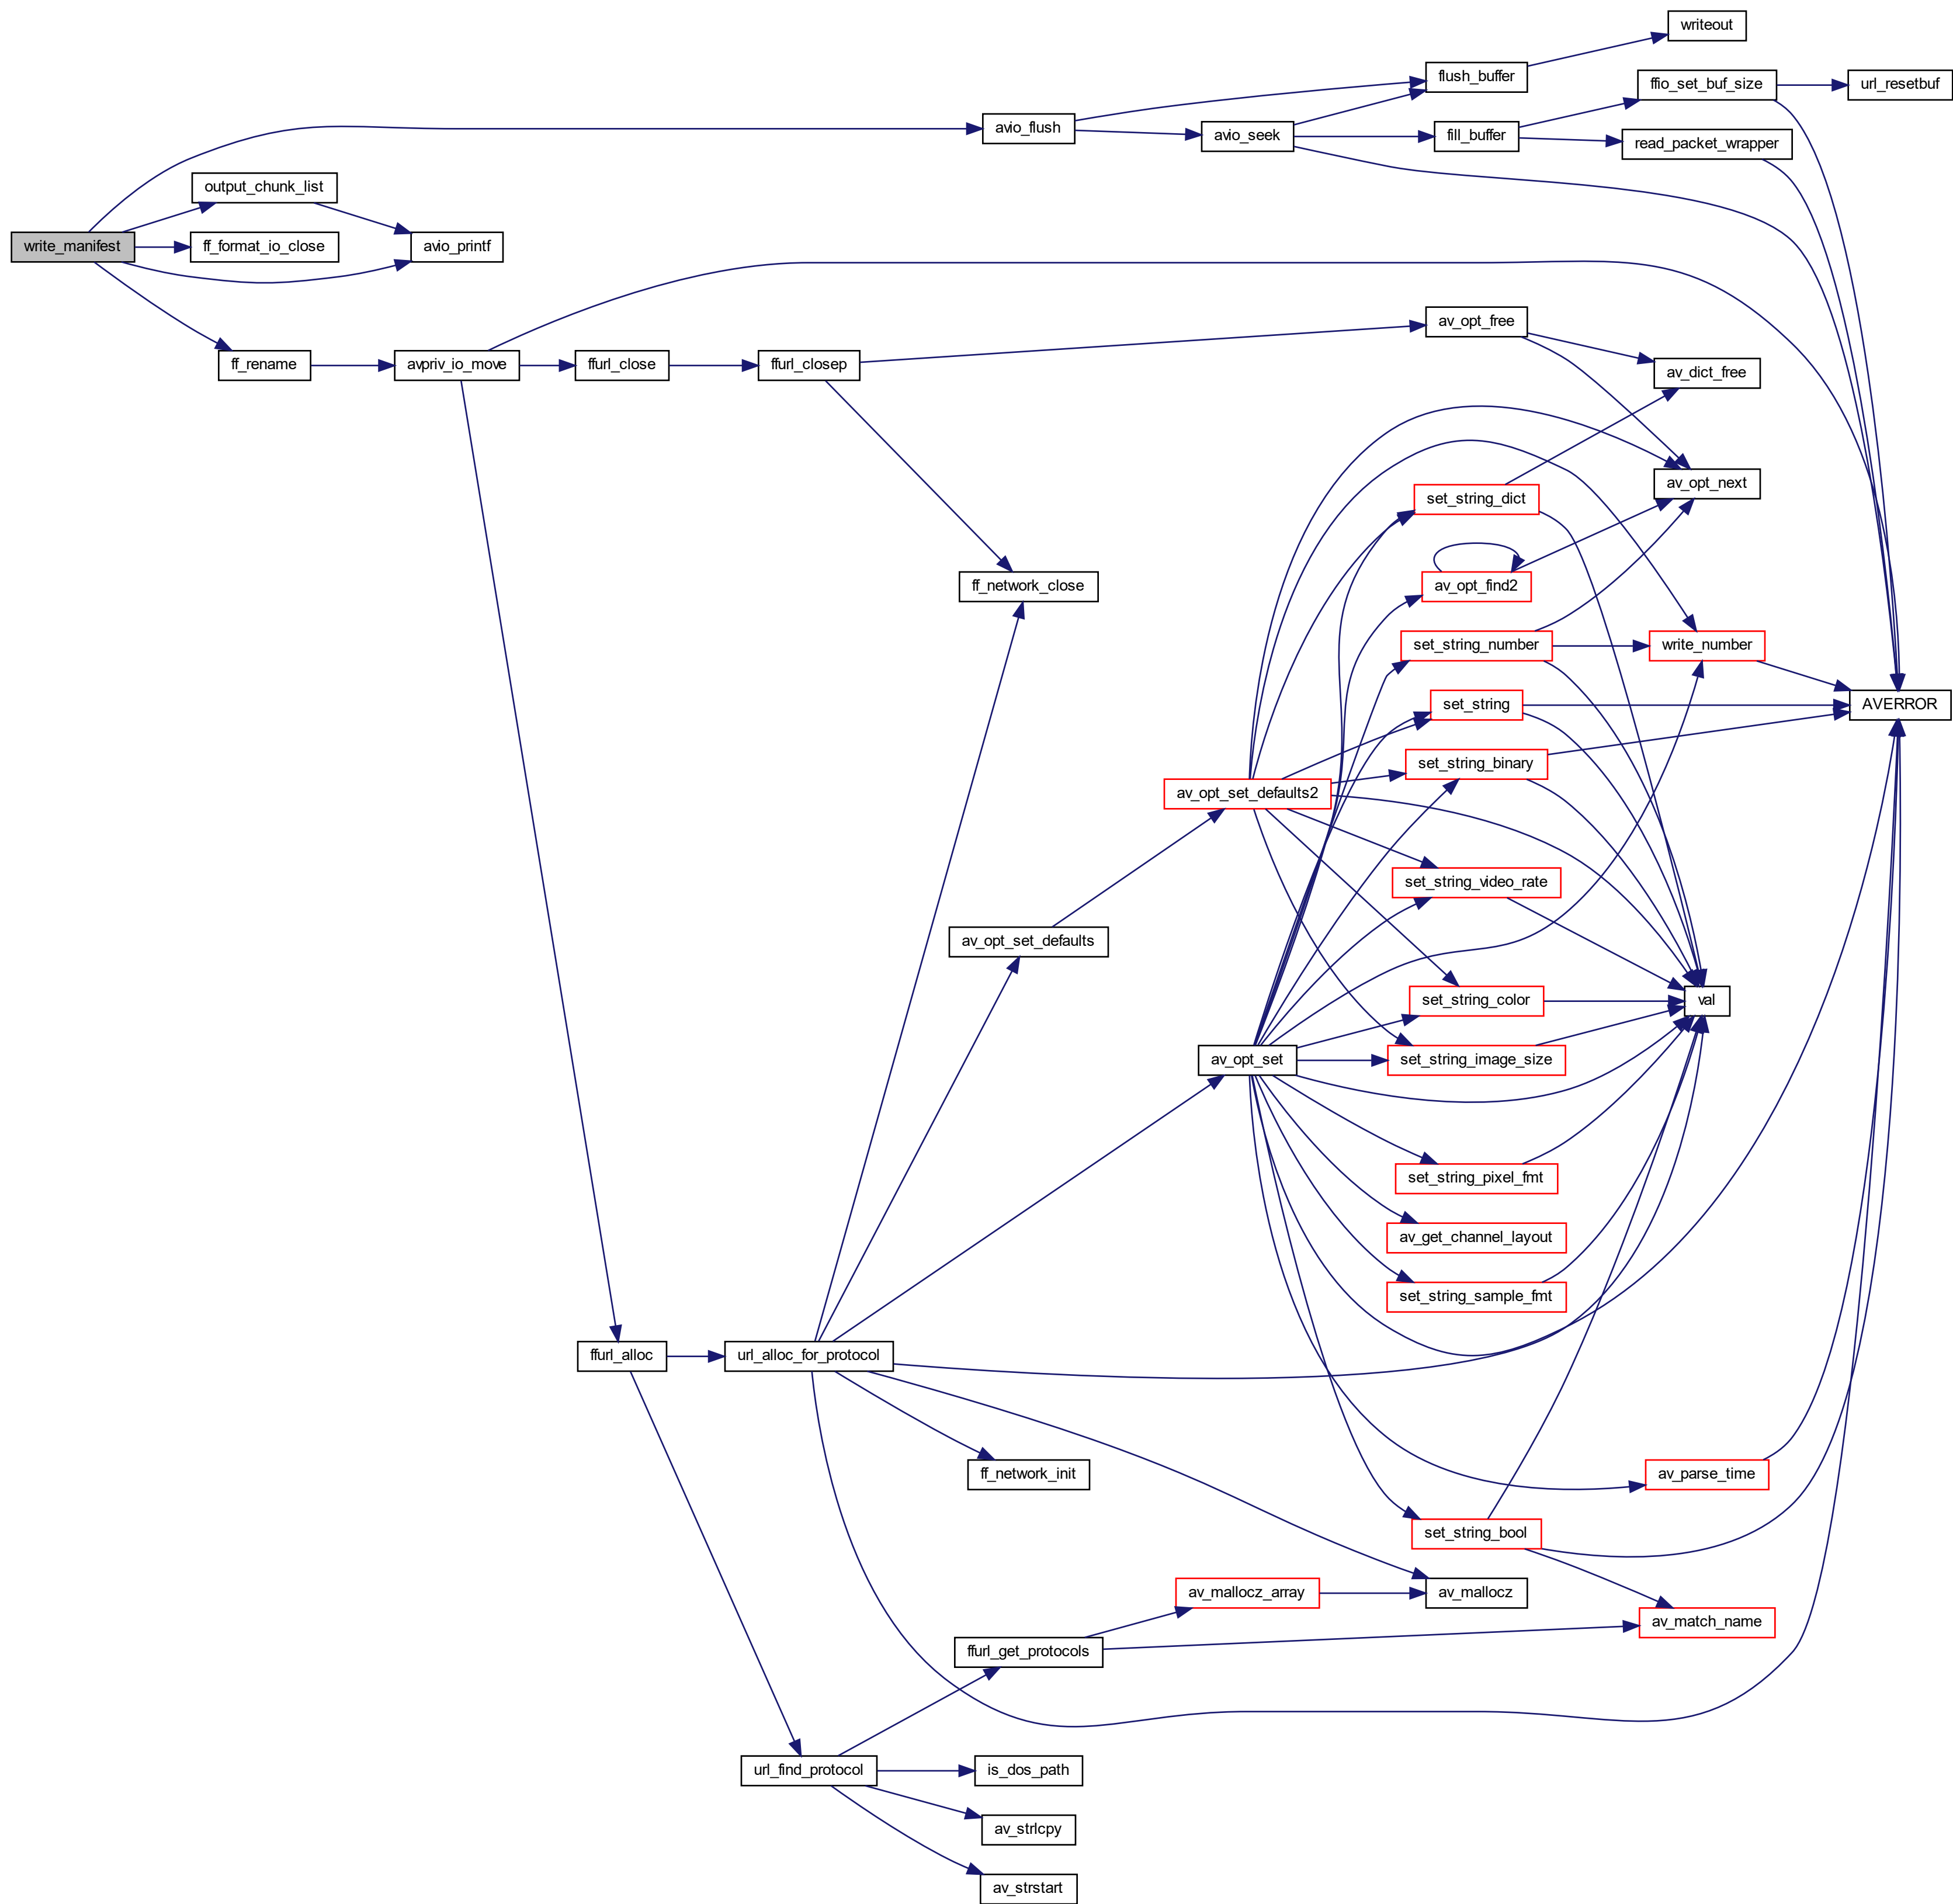 writeout
flush_buffer
ffio_set_buf_size
url_resetbuf
avio_flush
avio_seek
fill_buffer
read_packet_wrapper
output_chunk_list
write_manifest
ff_format_io_close
avio_printf
av_opt_free
ff_rename
avpriv_io_move
ffurl_close
ffurl_closep
av_dict_free
av_opt_next
set_string_dict
ff_network_close
av_opt_find2
set_string_number
write_number
set_string
AVERROR
set_string_binary
av_opt_set_defaults2
set_string_video_rate
av_opt_set_defaults
set_string_color
val
av_opt_set
set_string_image_size
set_string_pixel_fmt
av_get_channel_layout
set_string_sample_fmt
ffurl_alloc
url_alloc_for_protocol
ff_network_init
av_parse_time
set_string_bool
av_mallocz_array
av_mallocz
av_match_name
ffurl_get_protocols
url_find_protocol
is_dos_path
av_strlcpy
av_strstart